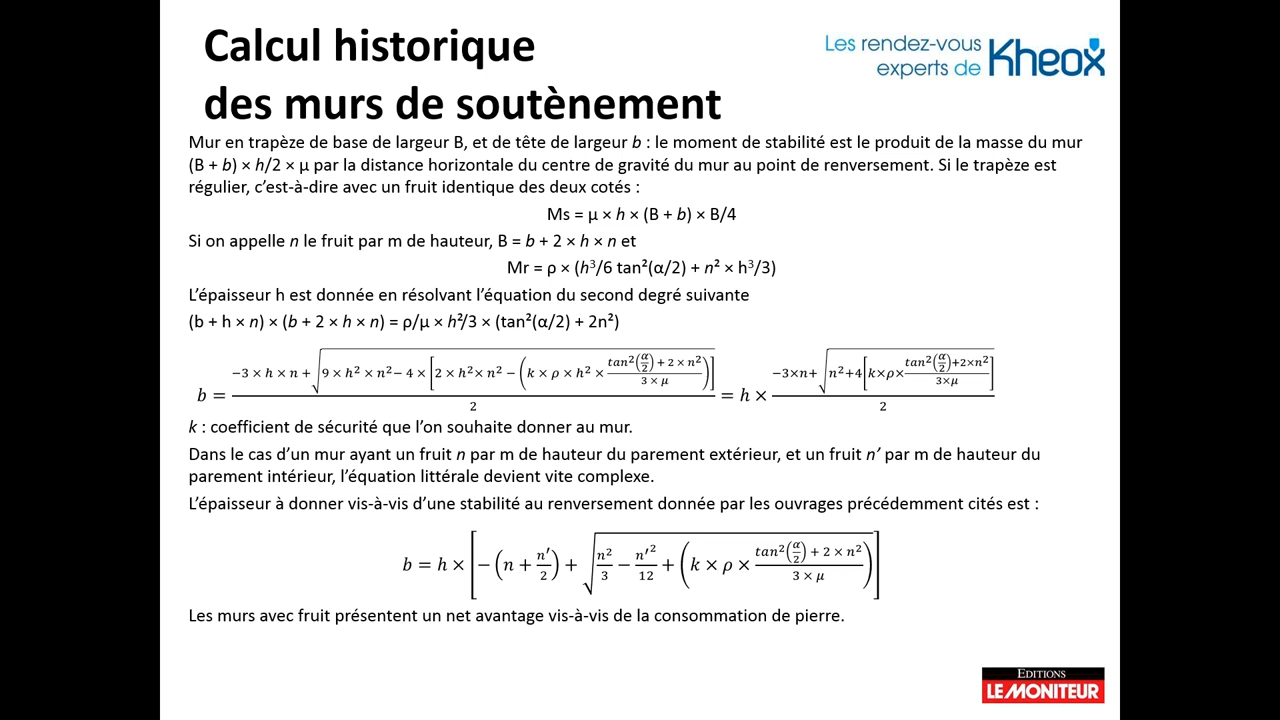 Calcul historique
des murs de soutènement
Les rendez-vous
experts de Kheox
Mur en trapèze de base de largeur B, et de tête de largeur b : le moment de stabilité est le produit de la masse du mur
(B + b) × h/2 × μ par la distance horizontale du centre de gravité du mur au point de renversement. Si le trapèze est
régulier, c’est-à-dire avec un fruit identique des deux cotés :
Ms = μ × h × (B + b) × B/4
Si on appelle n le fruit par m de hauteur, B = b + 2 × h × n et
Mr = ρ × (h³/6 tan²(α/2) + n² × h³/3)
L’épaisseur h est donnée en résolvant l’équation du second degré suivante
(b + h × n) × (b + 2 × h × n) = ρ/μ × h²/3 × (tan²(α/2) + 2n²)
b = (−3 × h × n + √(9 × h² × n² − 4 × [2 × h² × n² − (k × ρ × h² × (tan²(α/2) + 2 × n²)/(3 × μ))]))/2 = h × (−3×n+√(n²+4[k×ρ×(tan²(α/2)+2×n²)/(3×μ)]))/2
k : coefficient de sécurité que l’on souhaite donner au mur.
Dans le cas d’un mur ayant un fruit n par m de hauteur du parement extérieur, et un fruit n’ par m de hauteur du
parement intérieur, l’équation littérale devient vite complexe.
L’épaisseur à donner vis-à-vis d’une stabilité au renversement donnée par les ouvrages précédemment cités est :
b = h × [−(n + n′/2) + √(n²/3 − n′²/12 + (k × ρ × (tan²(α/2) + 2 × n²)/(3 × μ)))]
Les murs avec fruit présentent un net avantage vis-à-vis de la consommation de pierre.
EDITIONS
LE MONITEUR